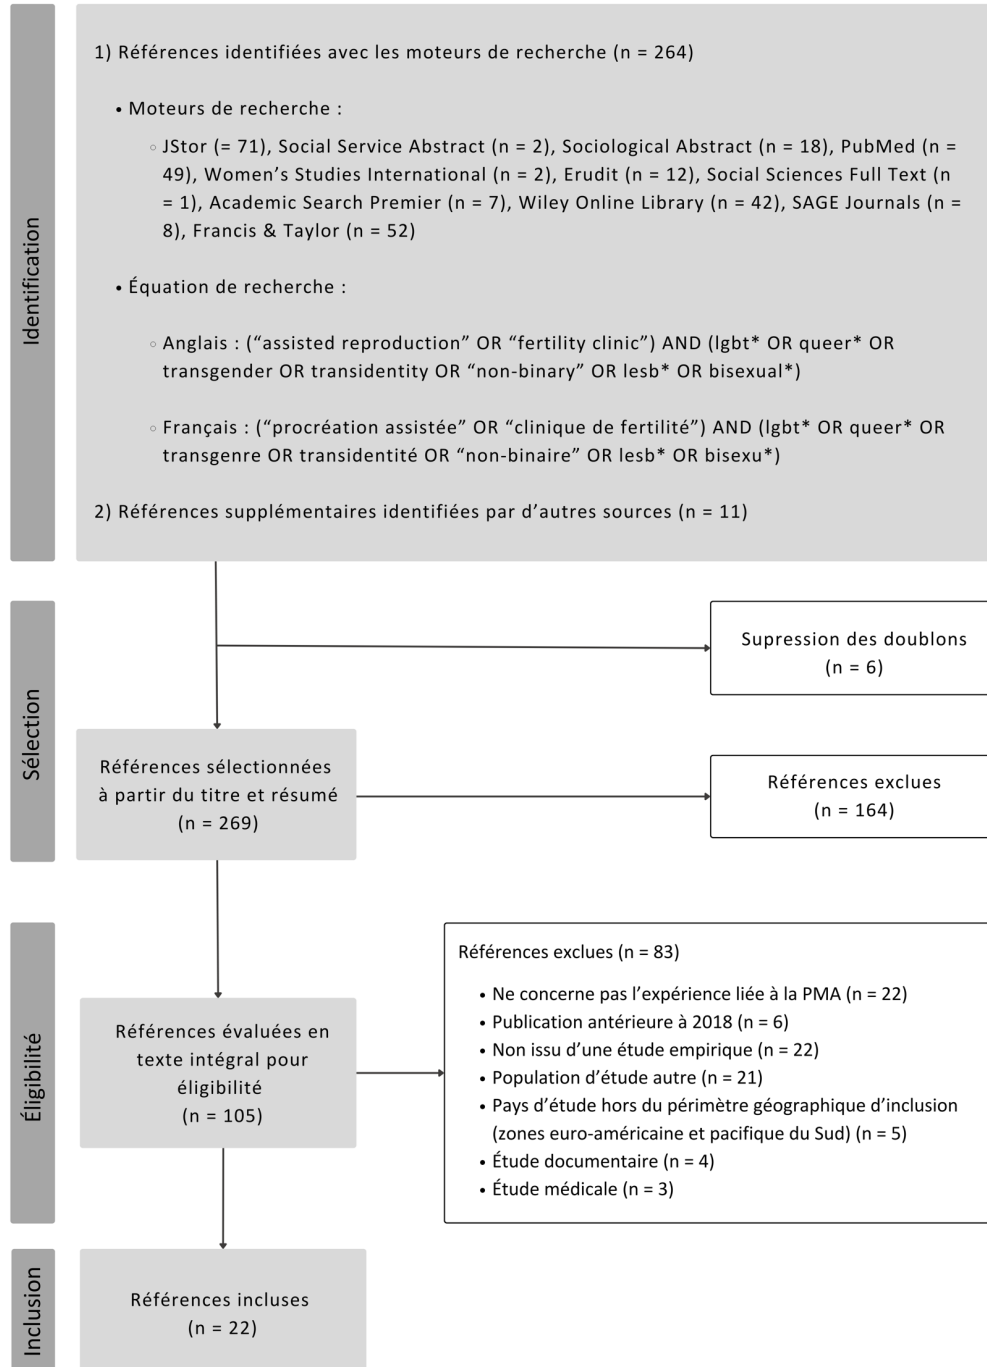 Identification
1) Références identifiées avec les moteurs de recherche (n = 264)
• Moteurs de recherche :
◦ JStor (= 71), Social Service Abstract (n = 2), Sociological Abstract (n = 18), PubMed (n =
49), Women’s Studies International (n = 2), Erudit (n = 12), Social Sciences Full Text (n
= 1), Academic Search Premier (n = 7), Wiley Online Library (n = 42), SAGE Journals (n =
8), Francis & Taylor (n = 52)
• Équation de recherche :
◦ Anglais : (“assisted reproduction” OR “fertility clinic”) AND (lgbt* OR queer* OR
transgender OR transidentity OR “non-binary” OR lesb* OR bisexual*)
◦ Français : (“procréation assistée” OR “clinique de fertilité”) AND (lgbt* OR queer* OR
transgenre OR transidentité OR “non-binaire” OR lesb* OR bisexu*)
2) Références supplémentaires identifiées par d’autres sources (n = 11)
Sélection
Supression des doublons
(n = 6)
Références sélectionnées
à partir du titre et résumé
(n = 269)
Références exclues
(n = 164)
Éligibilité
Références évaluées en
texte intégral pour
éligibilité
(n = 105)
Références exclues (n = 83)
• Ne concerne pas l’expérience liée à la PMA (n = 22)
• Publication antérieure à 2018 (n = 6)
• Non issu d’une étude empirique (n = 22)
• Population d’étude autre (n = 21)
• Pays d’étude hors du périmètre géographique d’inclusion
(zones euro-américaine et pacifique du Sud) (n = 5)
• Étude documentaire (n = 4)
• Étude médicale (n = 3)
Inclusion
Références incluses
(n = 22)